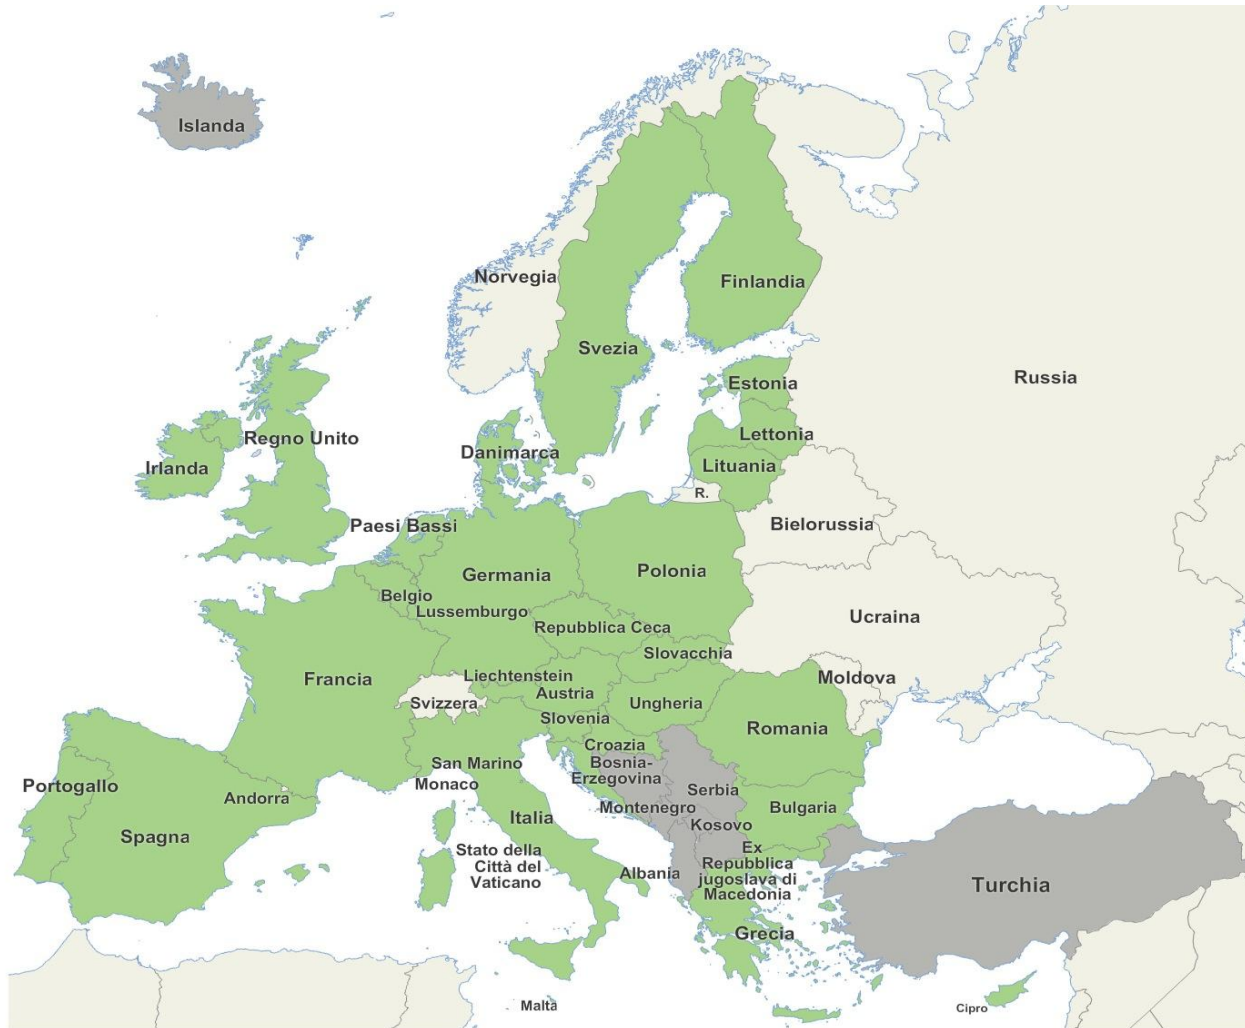 Islanda
Norvegia
Finlandia
Svezia
Russia
Estonia
Lettonia
Regno Unito
Danimarca
Irlanda
Lituania
R.
Paesi Bassi
Bielorussia
Germania
Polonia
Belgio
Lussemburgo
Ucraina
Repubblica Ceca
Slovacchia
Francia
Liechtenstein
Moldova
Austria
Svizzera
Ungheria
Slovenia
Romania
Croazia
San Marino
Bosnia-
Erzegovina
Portogallo
Monaco
Serbia
Andorra
Montenegro
Bulgaria
Italia
Kosovo
Spagna
Stato della
Città del
Vaticano
Ex
Repubblica
jugoslava di
Macedonia
Albania
Turchia
Grecia
Malta
Cipro